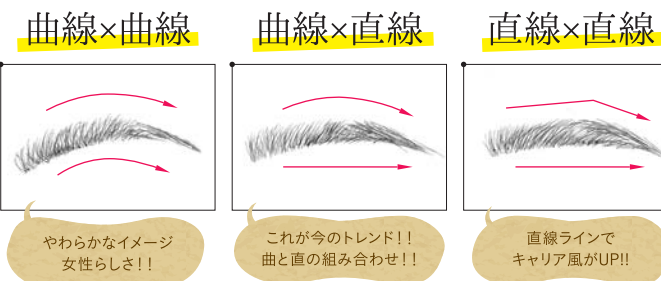 曲線×曲線
曲線×直線
直線×直線
やわらかなイメージ
女性らしさ!!
これが今のトレンド!!
曲と直の組み合わせ!!
直線ラインで
キャリア風がUP!!